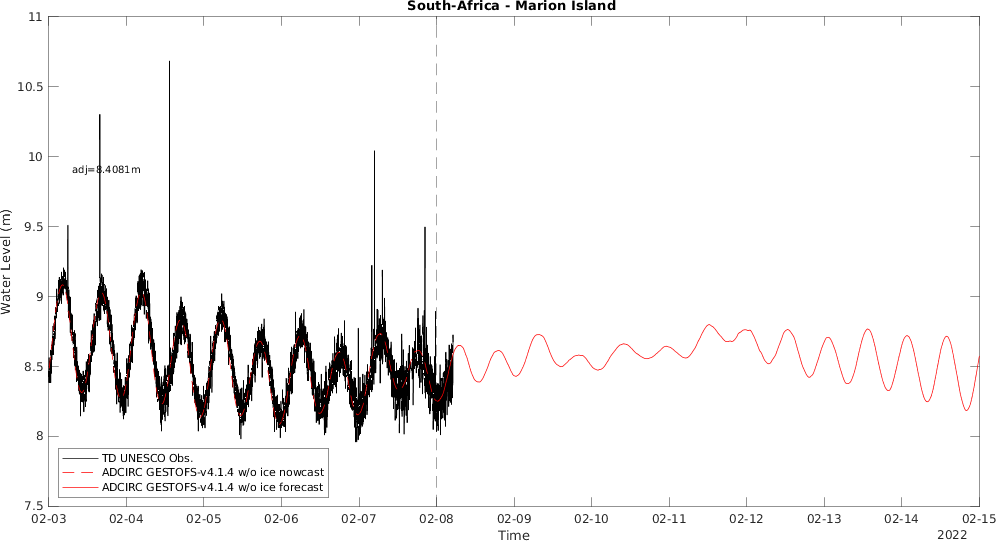 South-Africa - Marion Island
11
10.5
10
9.5
9
8.5
8
7.5
Water Level (m)
adj=8.4081m
TD UNESCO Obs.
ADCIRC GESTOFS-v4.1.4 w/o ice nowcast
ADCIRC GESTOFS-v4.1.4 w/o ice forecast
02-03 02-04 02-05 02-06 02-07 02-08 02-09 02-10 02-11 02-12 02-13 02-14 02-15
Time
2022